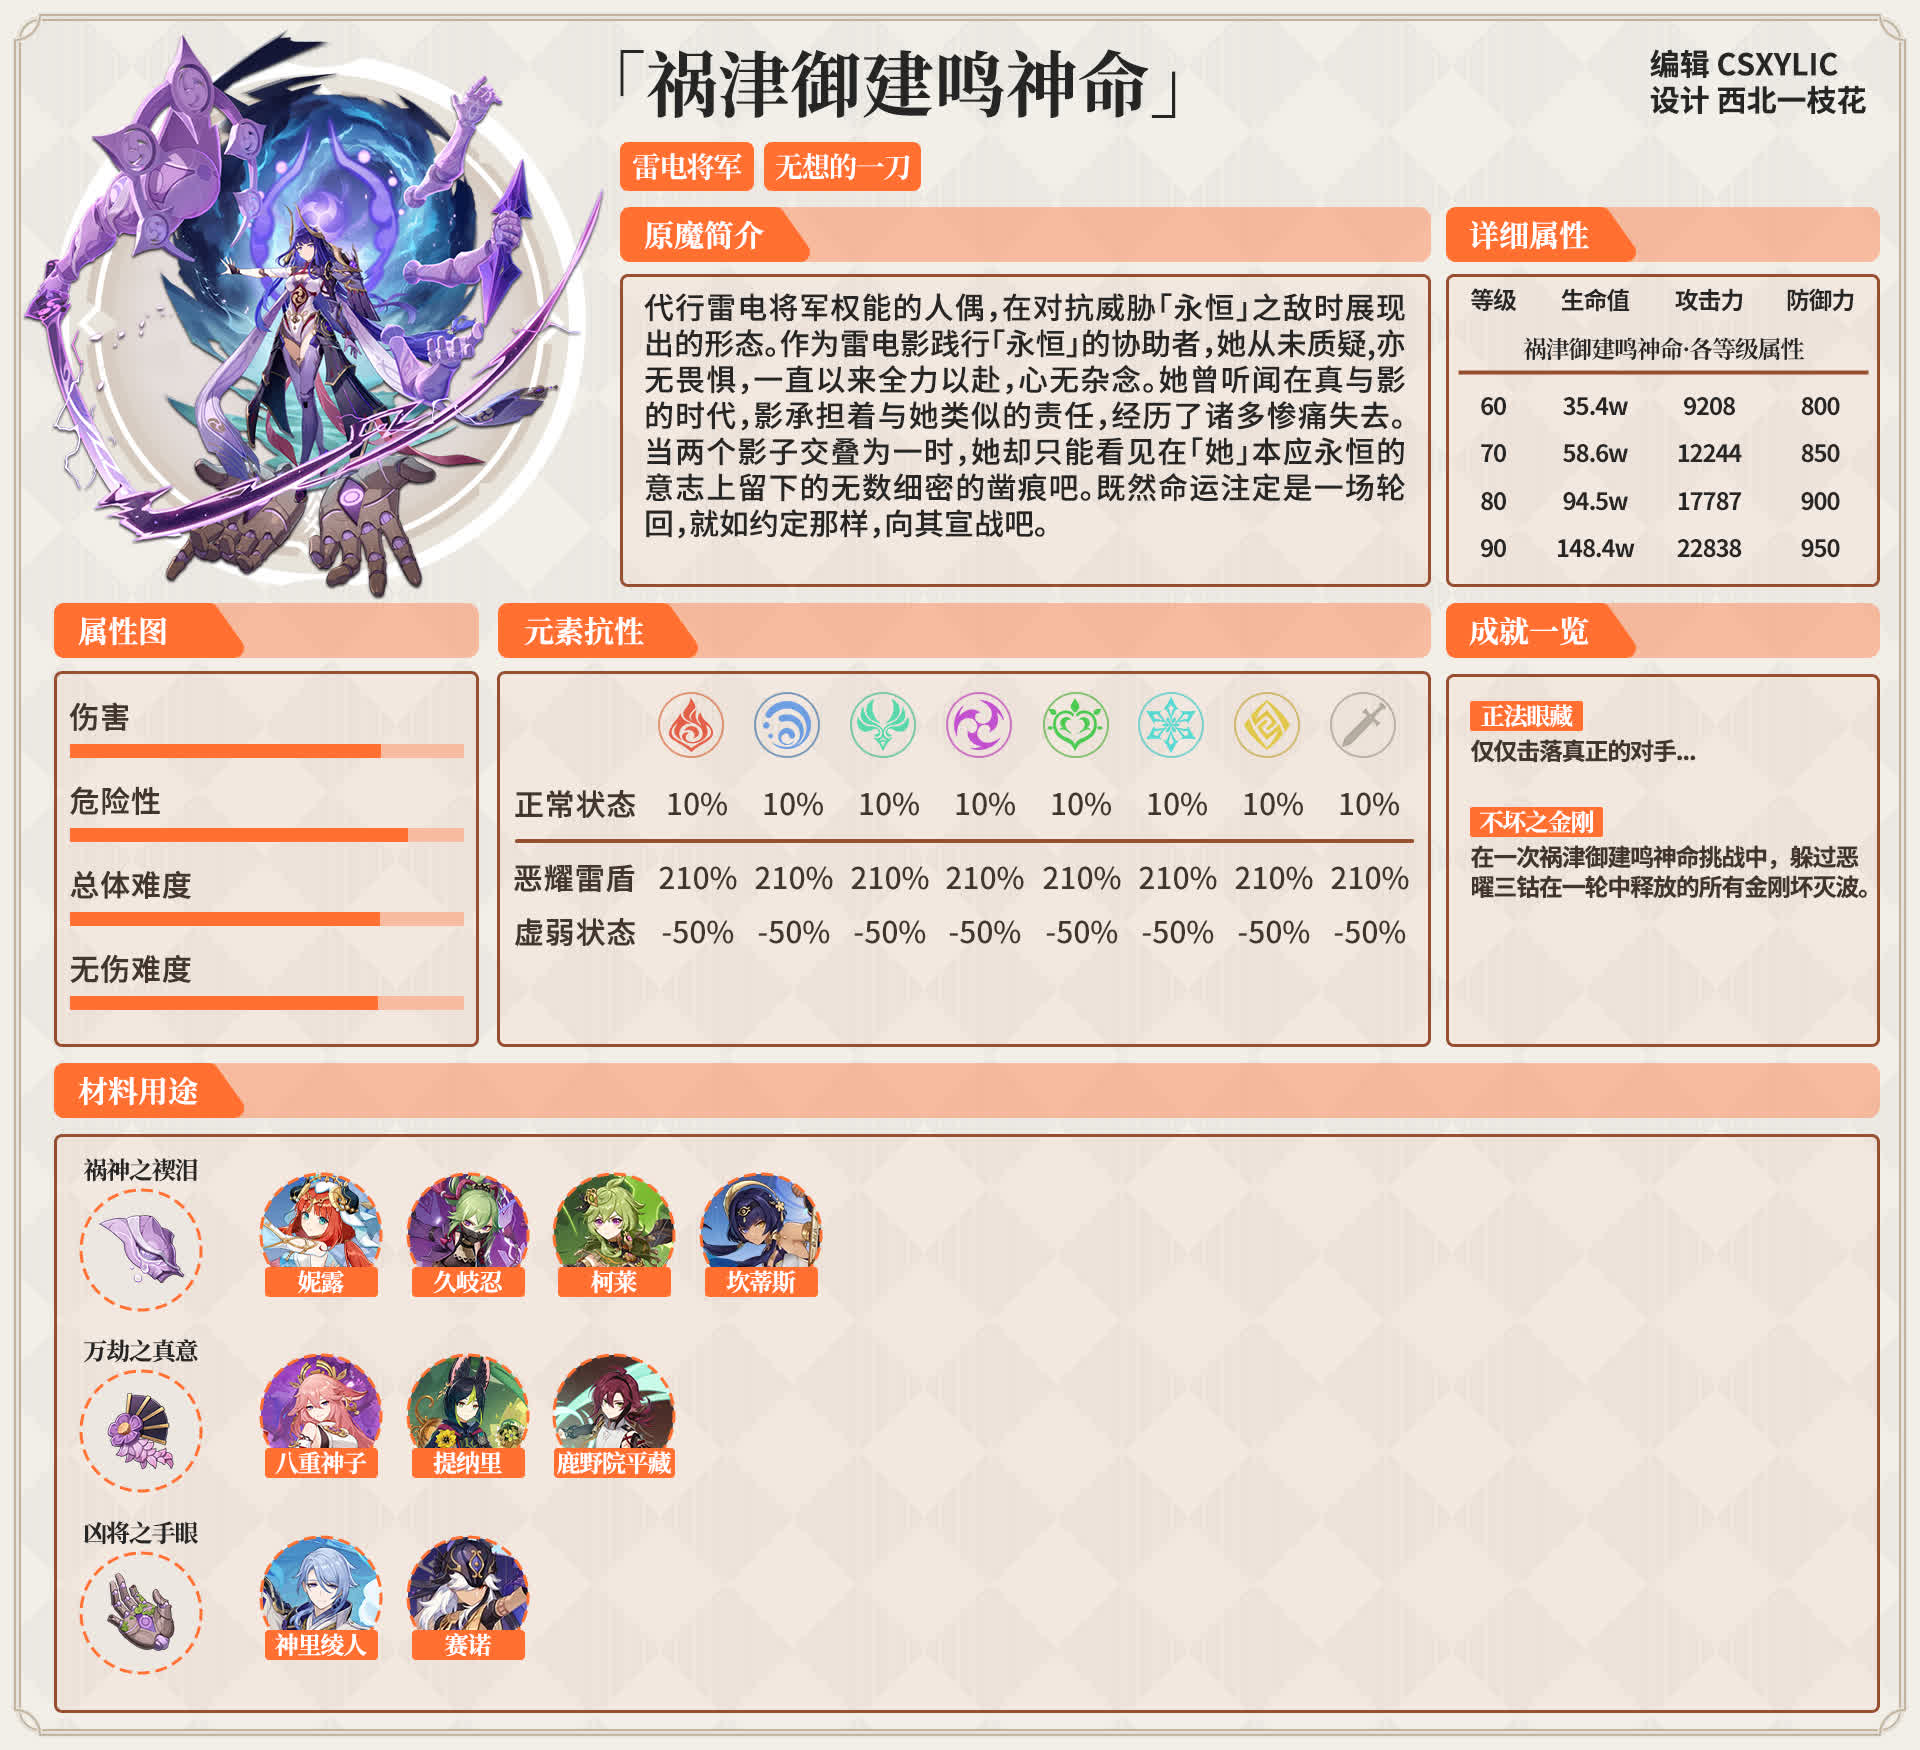 「祸津御建鸣神命」
编辑 CSXYLIC
设计 西北一枝花
雷电将军
无想的一刀
原魔简介
代行雷电将军权能的人偶,在对抗威胁「永恒」之敌时展现
出的形态。作为雷电影践行「永恒」的协助者,她从未质疑,亦
无畏惧,一直以来全力以赴,心无杂念。她曾听闻在真与影
的时代,影承担着与她类似的责任,经历了诸多惨痛失去。
当两个影子交叠为一时,她却只能看见在「她」本应永恒的
意志上留下的无数细密的凿痕吧。既然命运注定是一场轮
回,就如约定那样,向其宣战吧。
详细属性
等级 生命值 攻击力 防御力
祸津御建鸣神命·各等级属性
60 35.4w 9208 800
70 58.6w 12244 850
80 94.5w 17787 900
90 148.4w 22838 950
属性图
伤害
危险性
总体难度
无伤难度
元素抗性
正常状态 10% 10% 10% 10% 10% 10% 10% 10%
恶耀雷盾 210% 210% 210% 210% 210% 210% 210% 210%
虚弱状态 -50% -50% -50% -50% -50% -50% -50% -50%
成就一览
正法眼藏
仅仅击落真正的对手...
不坏之金刚
在一次祸津御建鸣神命挑战中，躲过恶
曜三钴在一轮中释放的所有金刚坏灭波。
材料用途
祸神之禊泪
妮露 久岐忍 柯莱 坎蒂斯
万劫之真意
八重神子 提纳里 鹿野院平藏
凶将之手眼
神里绫人 赛诺